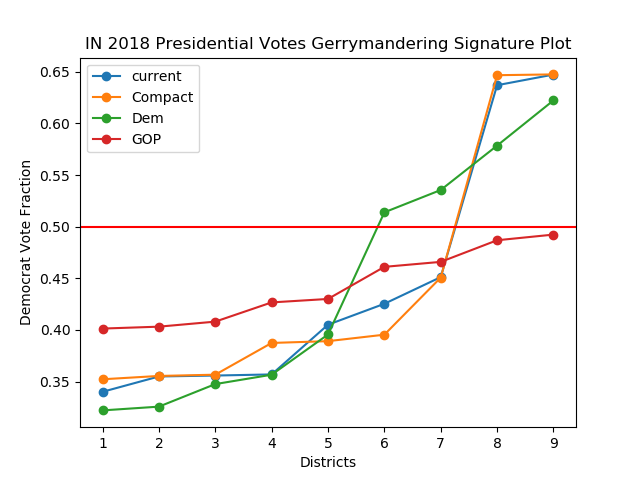 IN 2018 Presidential Votes Gerrymandering Signature Plot
current
Compact
Dem
GOP
Democrat Vote Fraction
0.65
0.60
0.55
0.50
0.45
0.40
0.35
1 2 3 4 5 6 7 8 9
Districts